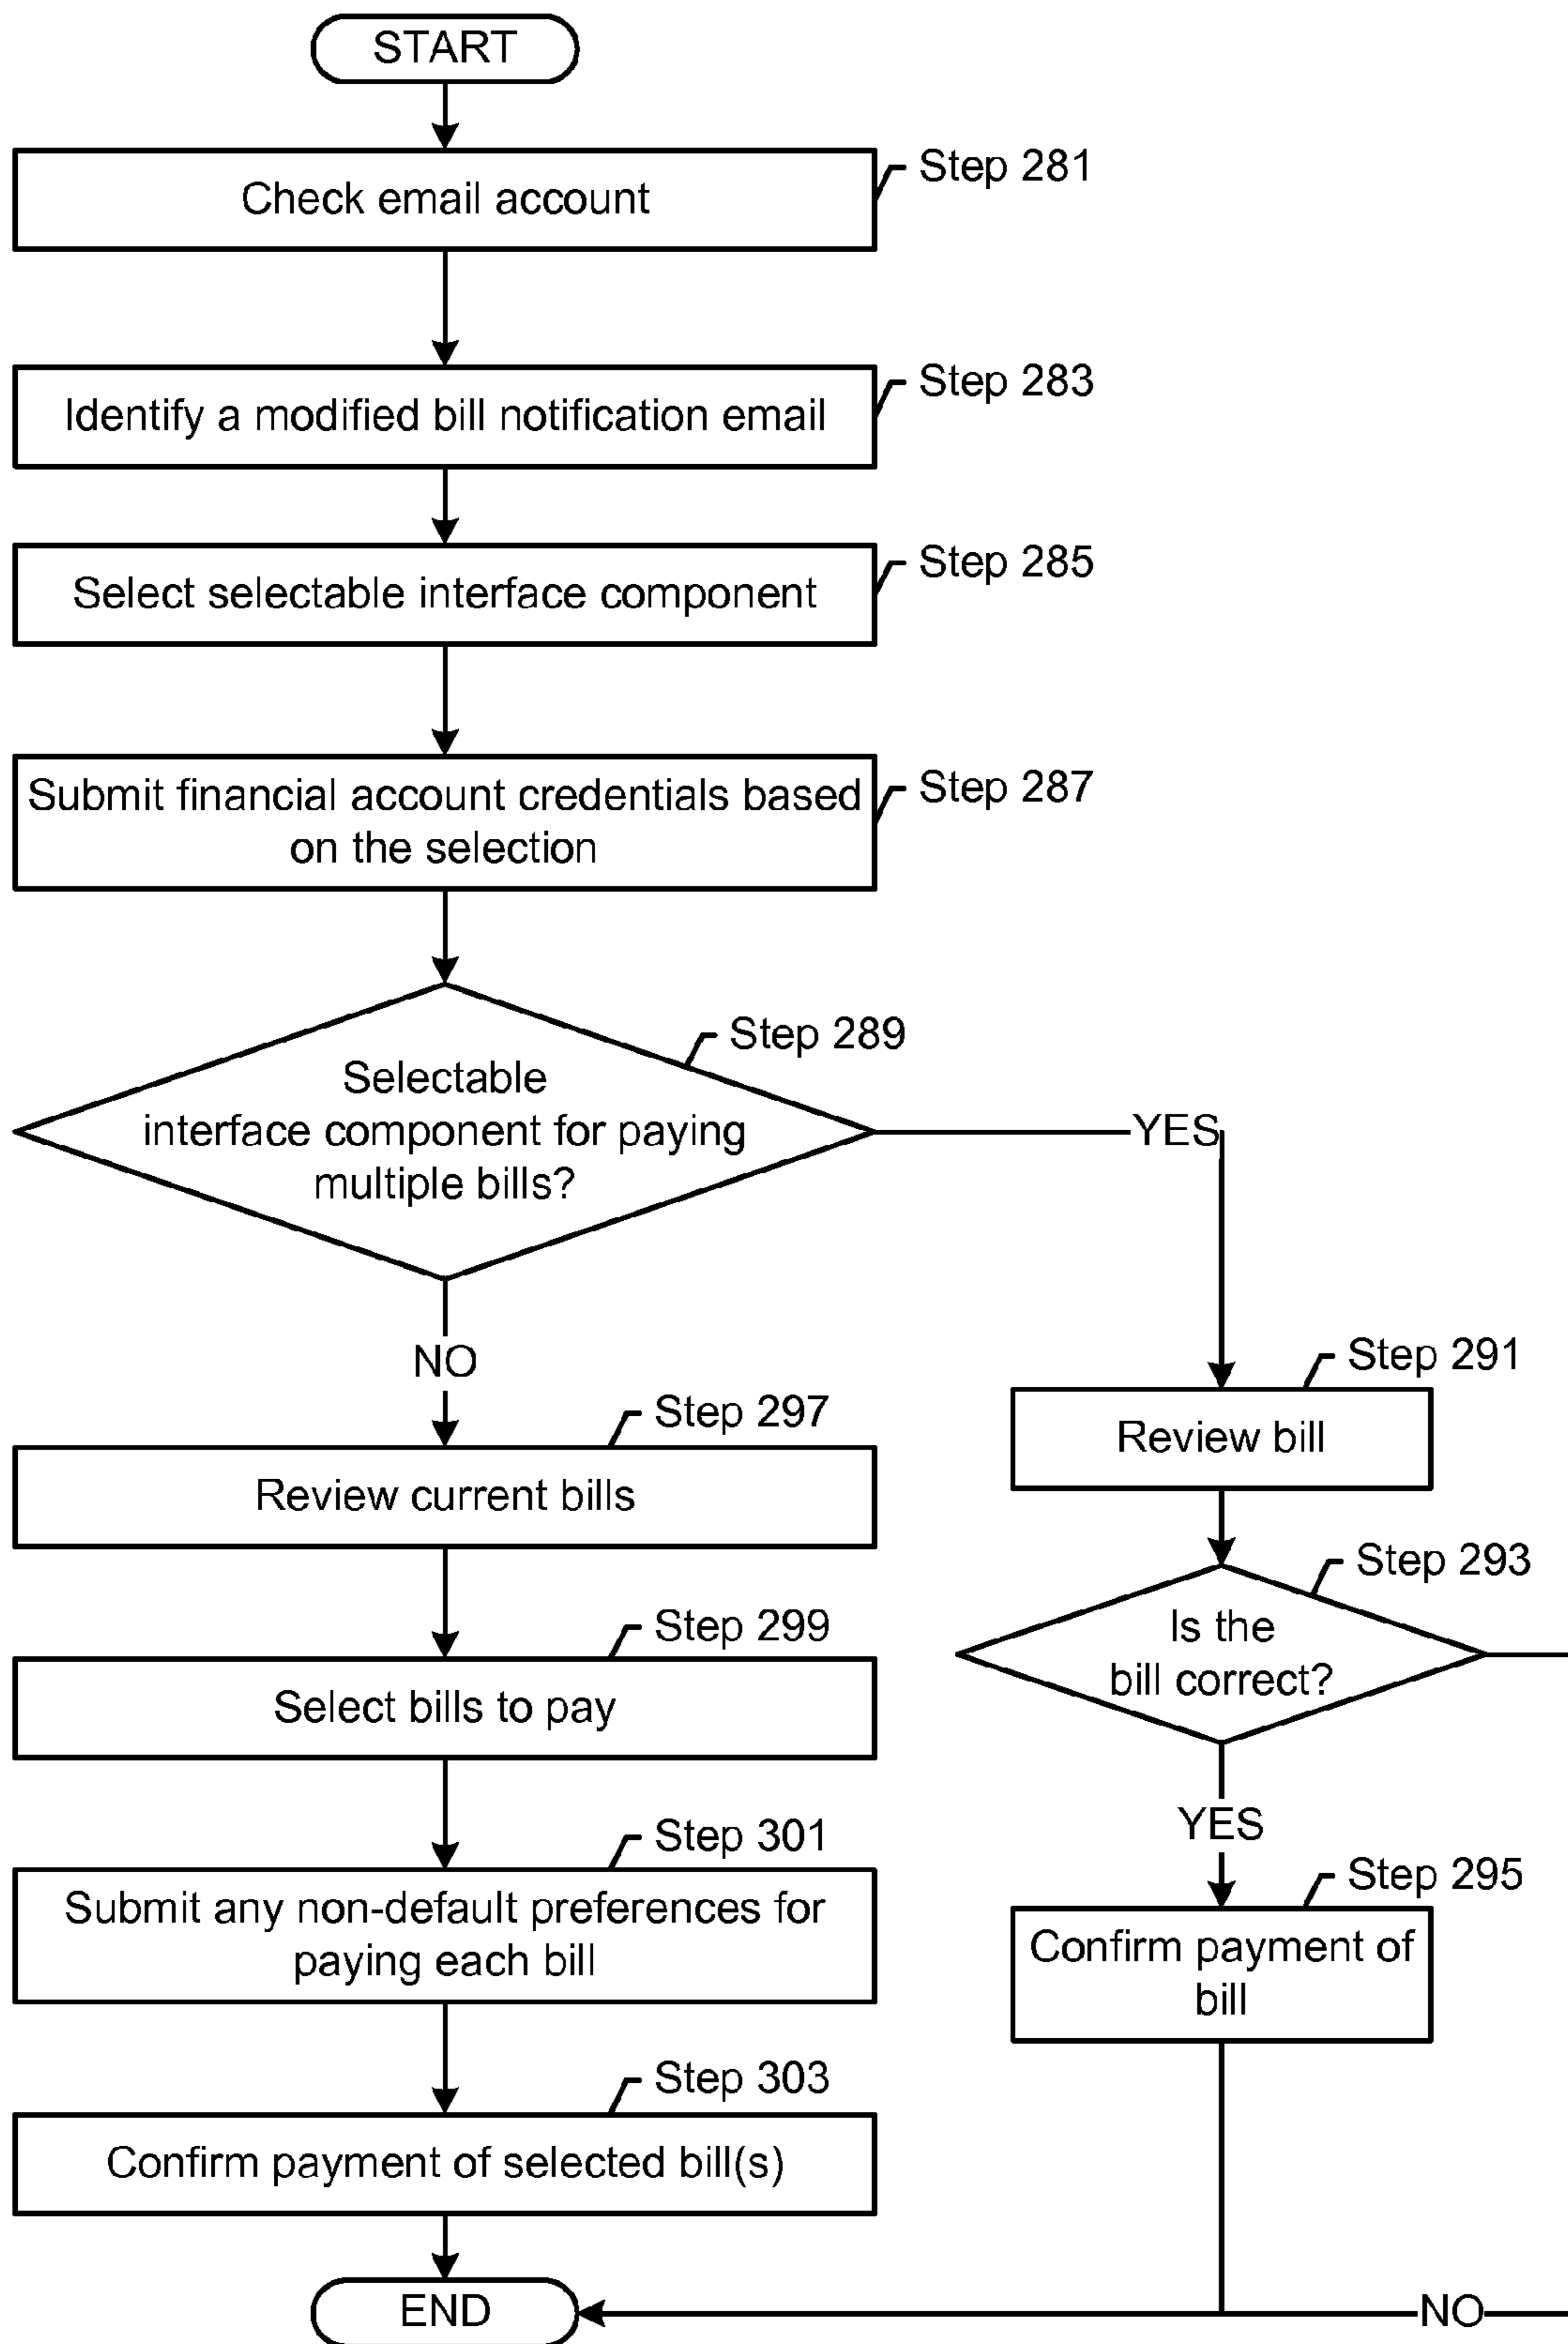 START
Step 281
Check email account
Step 283
Identify a modified bill notification email
Step 285
Select selectable interface component
Step 287
Submit financial account credentials based
on the selection
Step 289
Selectable
interface component for paying
multiple bills?
YES
NO
Step 291
Review bill
Step 297
Review current bills
Step 293
Is the
bill correct?
Step 299
Select bills to pay
YES
Step 301
Submit any non-default preferences for
paying each bill
Step 295
Confirm payment of
bill
Step 303
Confirm payment of selected bill(s)
END
NO